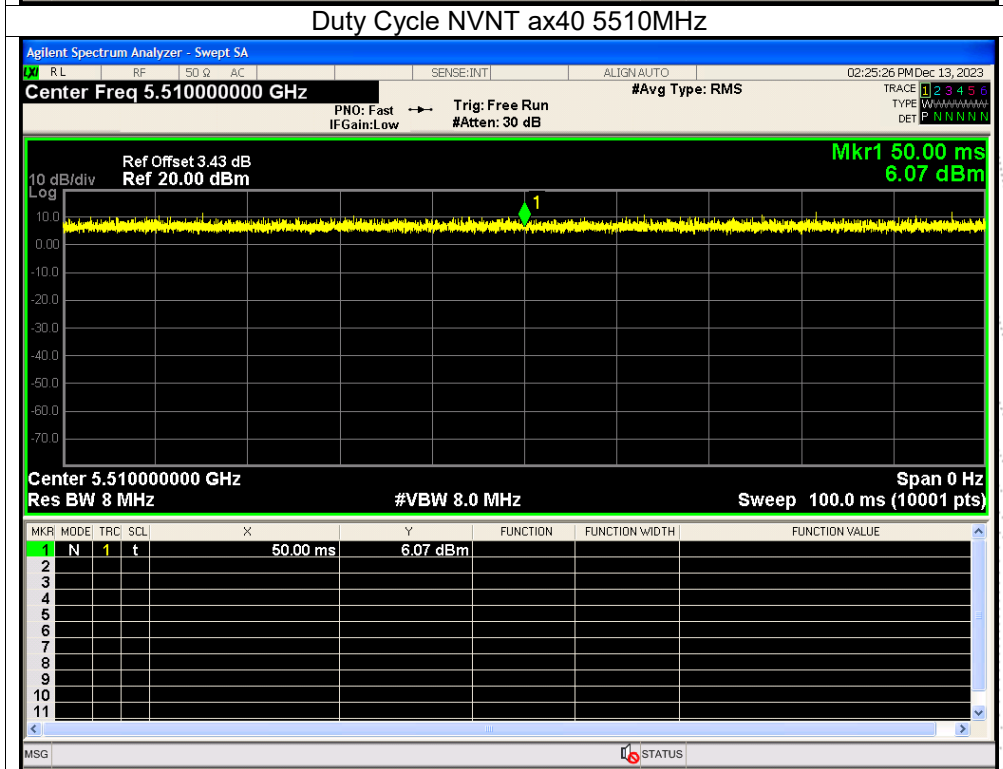 Duty Cycle NVNT ax40 5510MHz
Agilent Spectrum Analyzer - Swept SA
LXI RL RF 50 Ω AC SENSE:INT ALIGN AUTO 02:25:26 PM Dec 13, 2023
Center Freq 5.510000000 GHz #Avg Type: RMS TRACE 1 2 3 4 5 6
PNO: Fast Trig: Free Run TYPE WWWWWW
IFGain:Low #Atten: 30 dB DET P N N N N N
Mkr1 50.00 ms
6.07 dBm
Ref Offset 3.43 dB
10 dB/div Ref 20.00 dBm
Log
1
10.0
0.00
-10.0
-20.0
-30.0
-40.0
-50.0
-60.0
-70.0
Center 5.510000000 GHz Span 0 Hz
Res BW 8 MHz #VBW 8.0 MHz Sweep 100.0 ms (10001 pts)
MKR MODE TRC SCL X Y FUNCTION FUNCTION WIDTH FUNCTION VALUE
1 N 1 t 50.00 ms 6.07 dBm
2
3
4
5
6
7
8
9
10
11
MSG STATUS